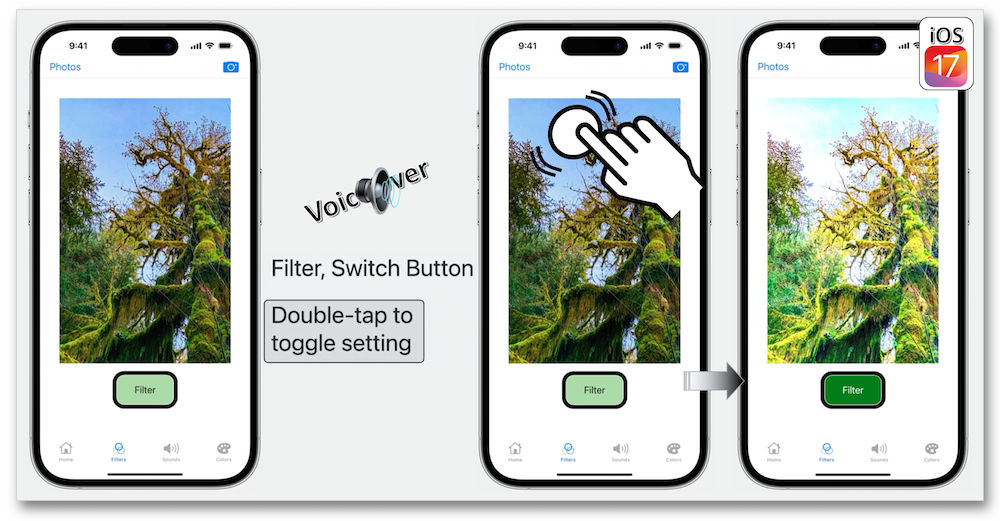 9:41
Photos
Filter
Home
Filters
Sounds
Colors
VoiceOver
Filter, Switch Button
Double-tap to
toggle setting
9:41
Photos
Filter
Home
Filters
Sounds
Colors
9:41
Photos
Filter
Home
Filters
Sounds
Colors
iOS
17